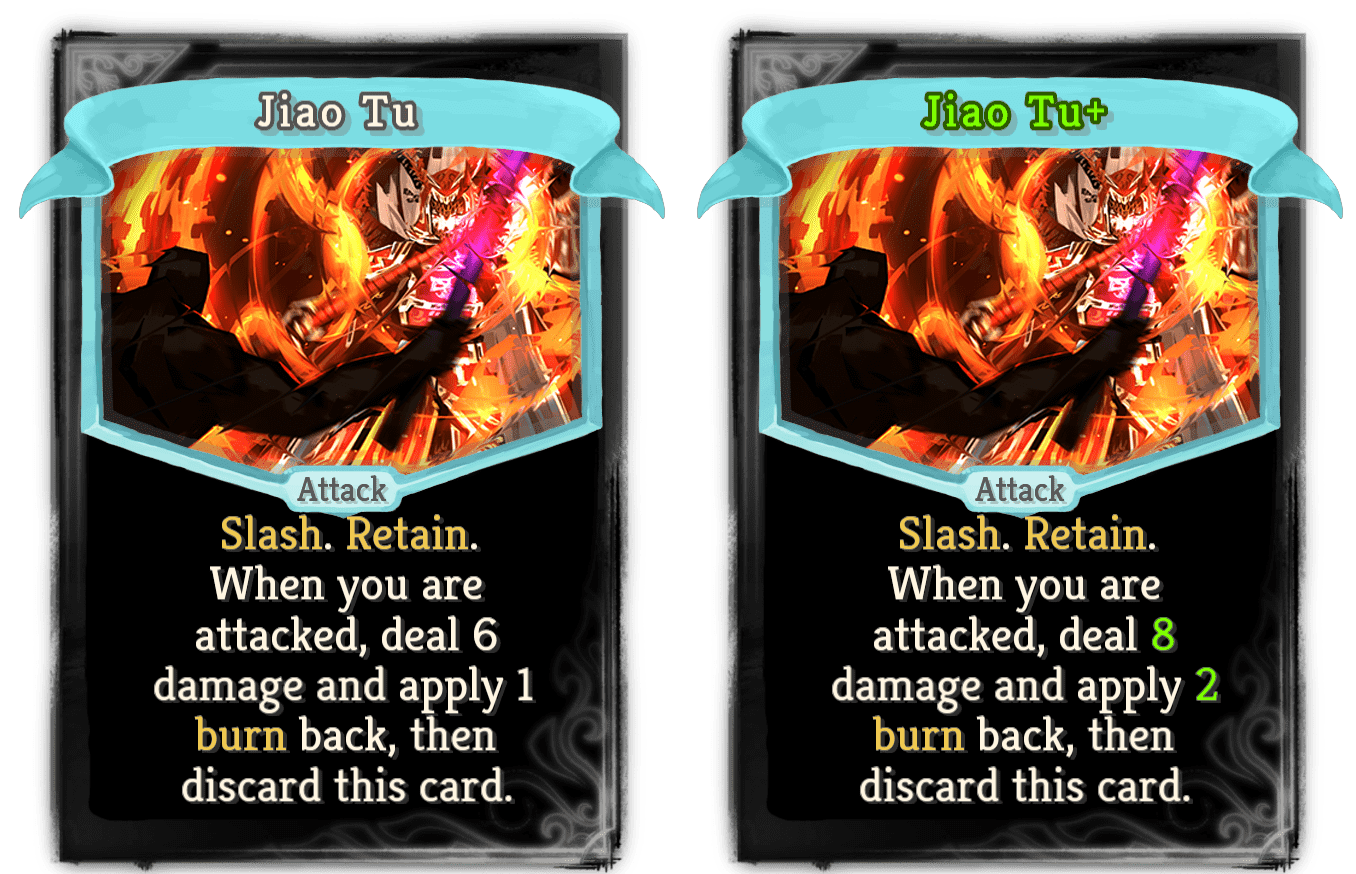 Jiao Tu
Attack
Slash. Retain.
When you are
attacked, deal 6
damage and apply 1
burn back, then
discard this card.
Jiao Tu+
Attack
Slash. Retain.
When you are
attacked, deal 8
damage and apply 2
burn back, then
discard this card.